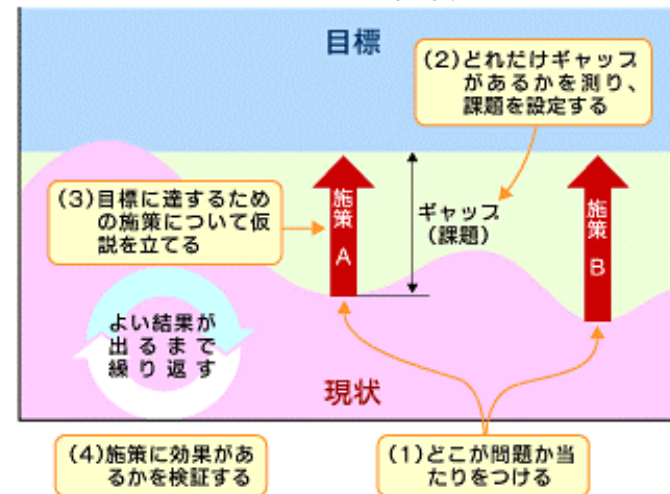 目標
(2)どれだけギャップ
があるかを測り、
課題を設定する
(3)目標に達するため
の施策について仮
説を立てる
施策 A
ギャップ
(課題)
施策 B
よい結果が
出るまで
繰り返す
現状
(4)施策に効果があ
るかを検証する
(1)どこが問題か当
たりをつける